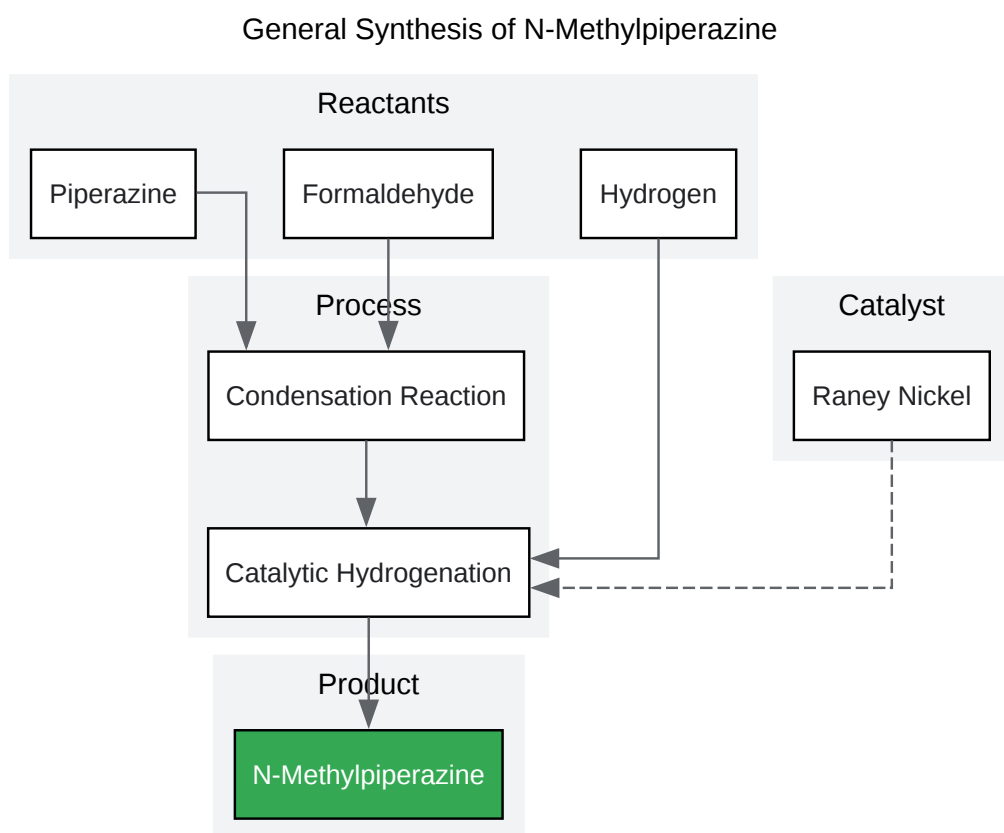 General Synthesis of N-Methylpiperazine
Reactants
Piperazine
Formaldehyde
Hydrogen
Process
Catalyst
Condensation Reaction
Raney Nickel
Catalytic Hydrogenation
Product
N-Methylpiperazine